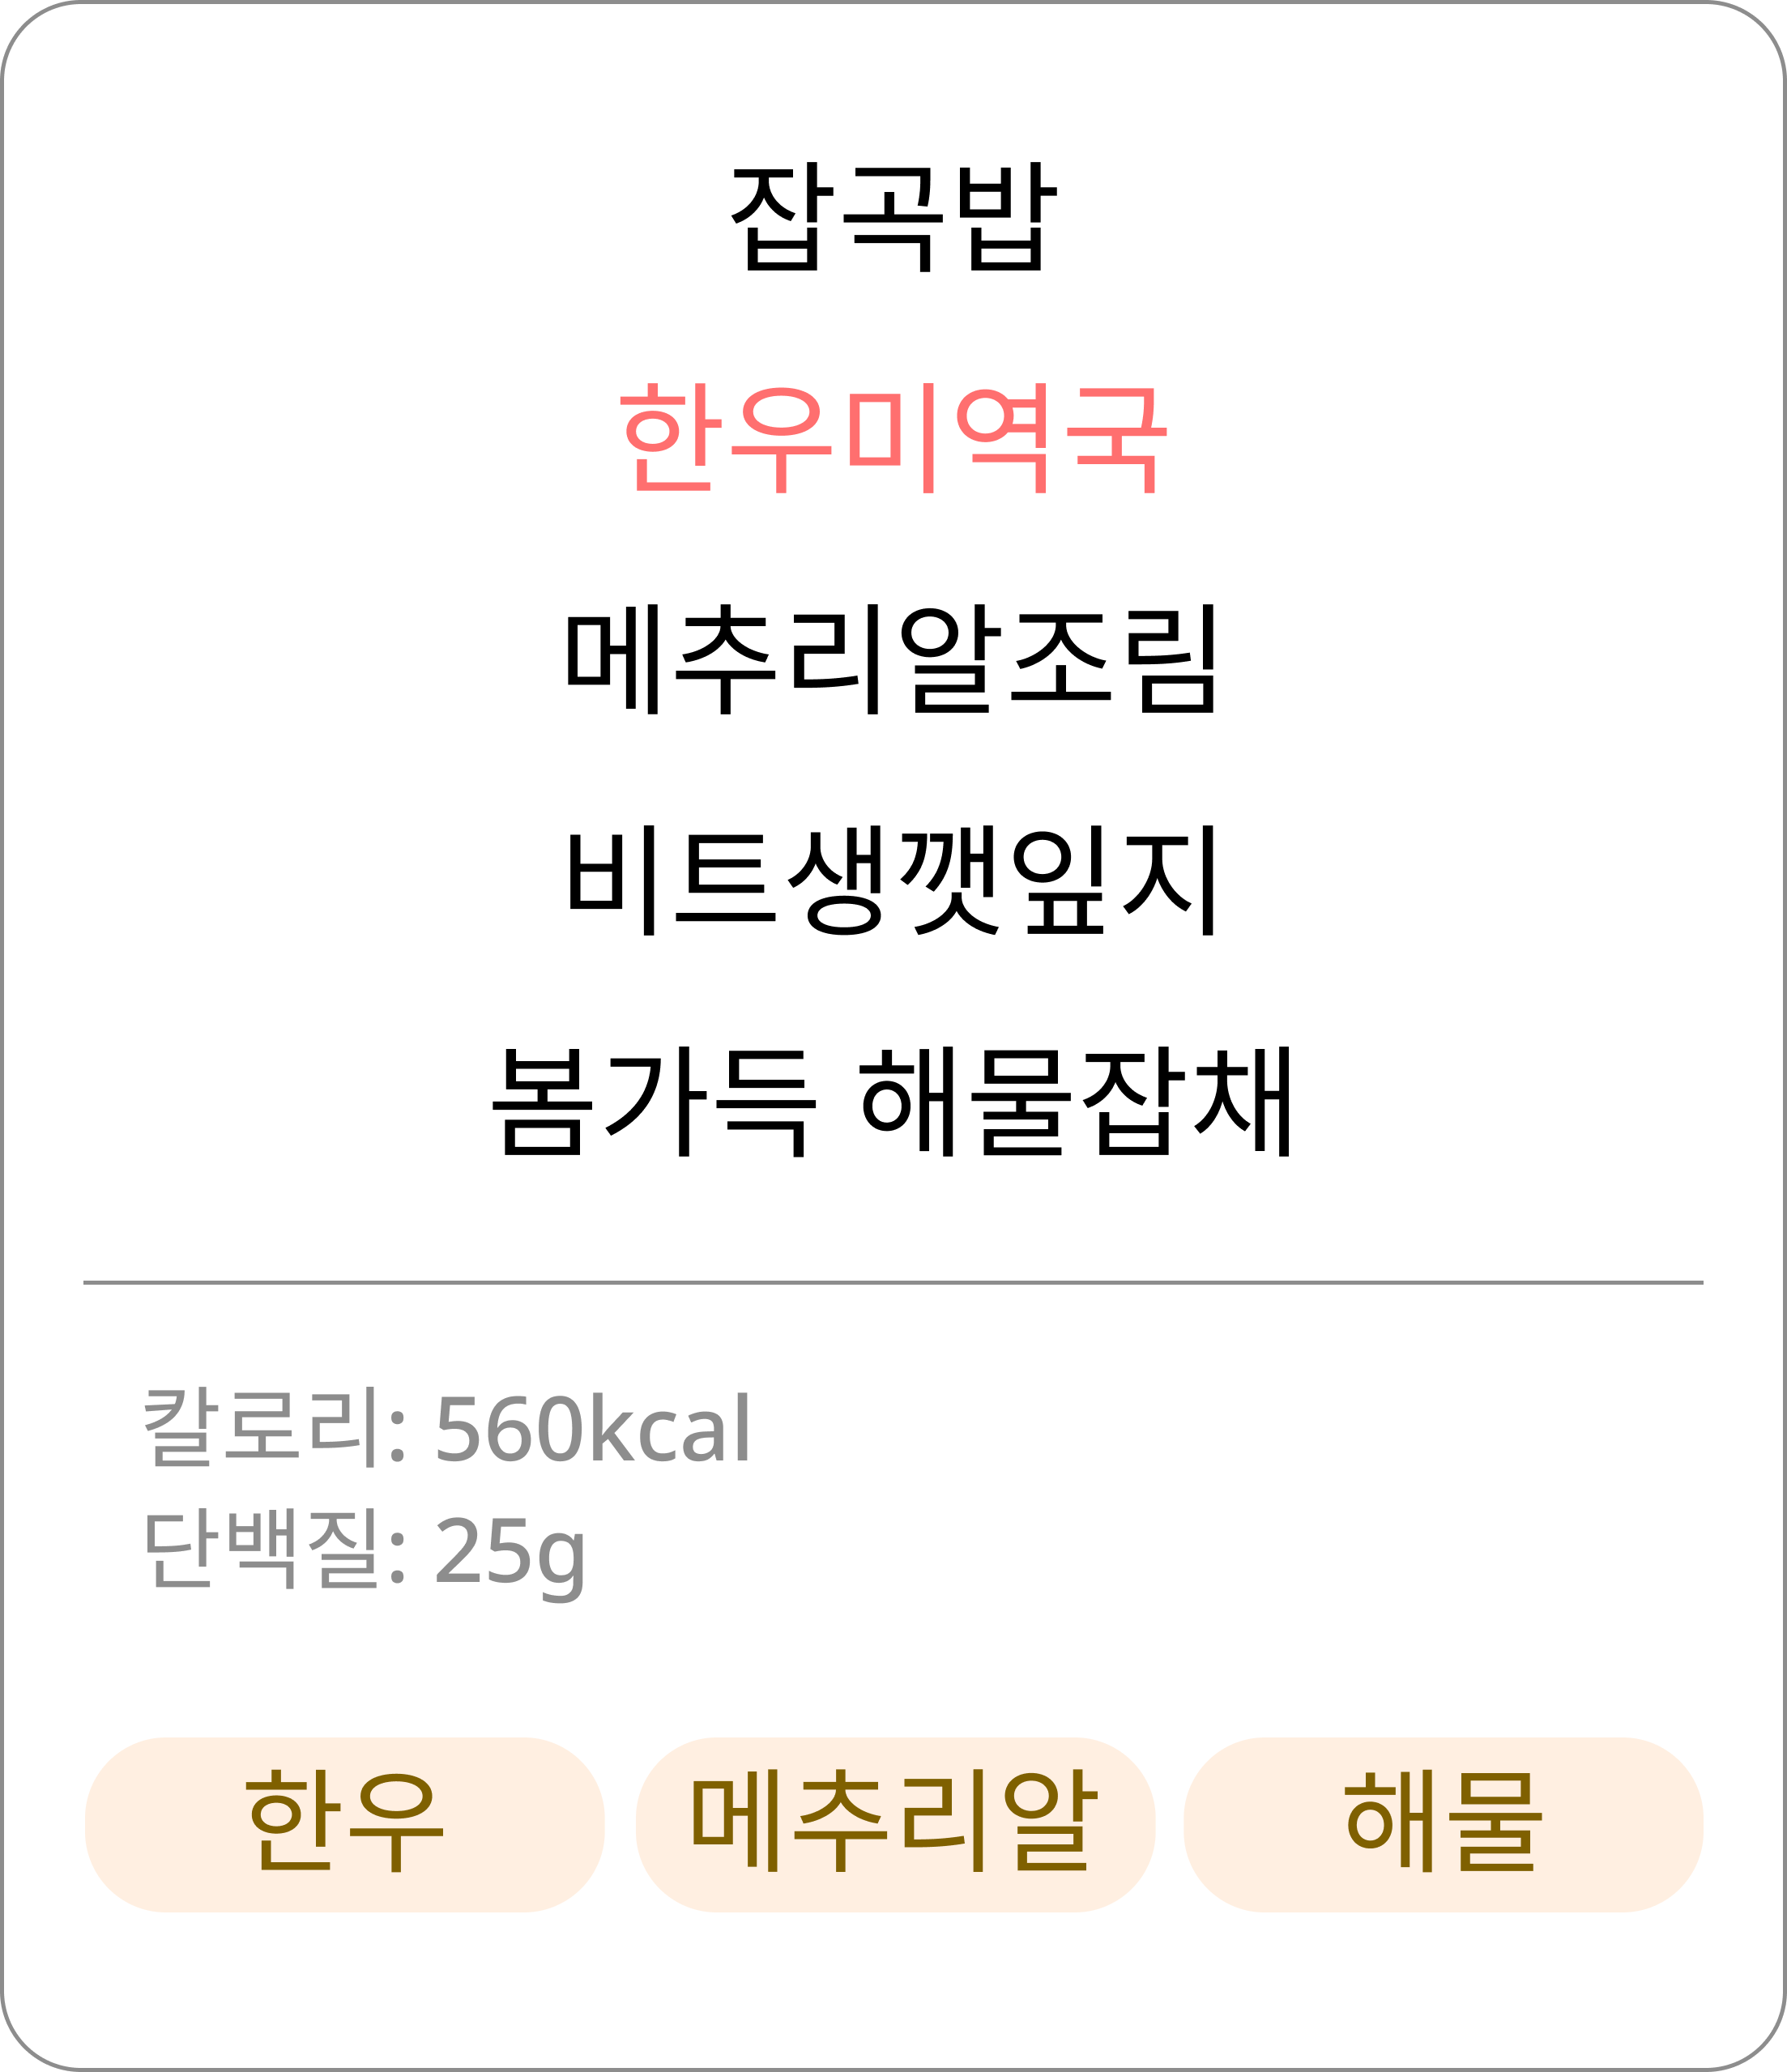 잡곡밥
한우미역국
메추리알조림
비트생깻잎지
봄가득 해물잡채
칼로리: 560kcal
단백질: 25g
한우
메추리알
해물